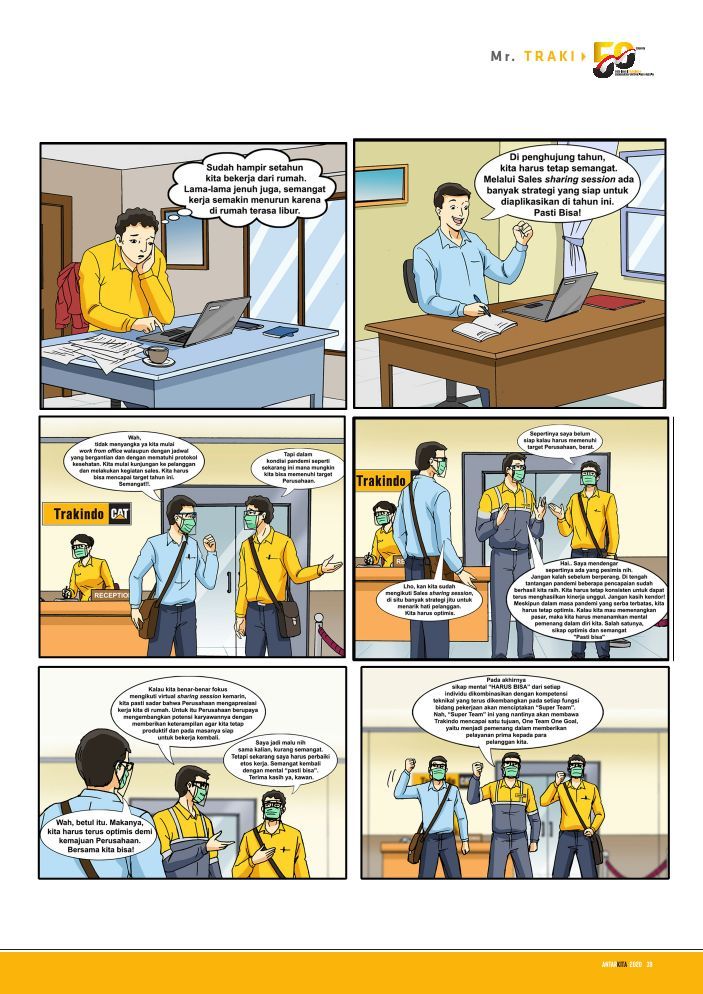 Mr. TRAKI
50
Sudah hampir setahun
kita bekerja dari rumah.
Lama-lama jenuh juga, semangat
kerja semakin menurun karena
di rumah terasa libur.
Di penghujung tahun,
kita harus tetap semangat.
Melalui Sales sharing session ada
banyak strategi yang siap untuk
diaplikasikan di tahun ini.
Pasti Bisa!
Wah,
tidak menyangka ya kita mulai
work from office walaupun dengan jadwal
yang bergantian dan dengan mematuhi protokol
kesehatan. Kita mulai kunjungan ke pelanggan
dan melakukan kegiatan sales. Kita harus
bisa mencapai target tahun ini.
Semangat!!.
Tapi dalam
kondisi pandemi seperti
sekarang ini mana mungkin
kita bisa memenuhi target
Perusahaan.
Trakindo CAT
RECEPTION
Sepertinya saya belum
siap kalau harus memenuhi
target Perusahaan, berat.
Trakindo
RE
Lho, kan kita sudah
mengikuti Sales sharing session,
di situ banyak strategi jitu untuk
menarik hati pelanggan.
Kita harus optimis.
Hai.. Saya mendengar
sepertinya ada yang pesimis nih.
Jangan kalah sebelum berperang. Di tengah
tantangan pandemi beberapa pencapaian sudah
berhasil kita raih. Kita harus tetap konsisten untuk dapat
terus menghasilkan kinerja unggul. Jangan kasih kendor!
Meskipun dalam masa pandemi yang serba terbatas, kita
harus tetap optimis. Kalau kita mau memenangkan
pasar, maka kita harus menanamkan mental
pemenang dalam diri kita. Salah satunya,
sikap optimis dan semangat
"Pasti bisa"
Kalau kita benar-benar fokus
mengikuti virtual sharing session kemarin,
kita pasti sadar bahwa Perusahaan mengapresiasi
kerja kita di rumah. Untuk itu Perusahaan berupaya
mengembangkan potensi karyawannya dengan
memberikan keterampilan agar kita tetap
produktif dan pada masanya siap
untuk bekerja kembali.
Saya jadi malu nih
sama kalian, kurang semangat.
Tetapi sekarang saya harus perbaiki
etos kerja. Semangat kembali
dengan mental "pasti bisa".
Terima kasih ya, kawan.
Wah, betul itu. Makanya,
kita harus terus optimis demi
kemajuan Perusahaan.
Bersama kita bisa!
Pada akhirnya
sikap mental "HARUS BISA" dari setiap
individu dikombinasikan dengan kompetensi
teknikal yang terus dikembangkan pada setiap fungsi
bidang pekerjaan akan menciptakan "Super Team".
Nah, "Super Team" ini yang nantinya akan membawa
Trakindo mencapai satu tujuan, One Team One Goal,
yaitu menjadi pemenang dalam memberikan
pelayanan prima kepada para
pelanggan kita.
Trakindo CAT
ANTARKITA 2020 39